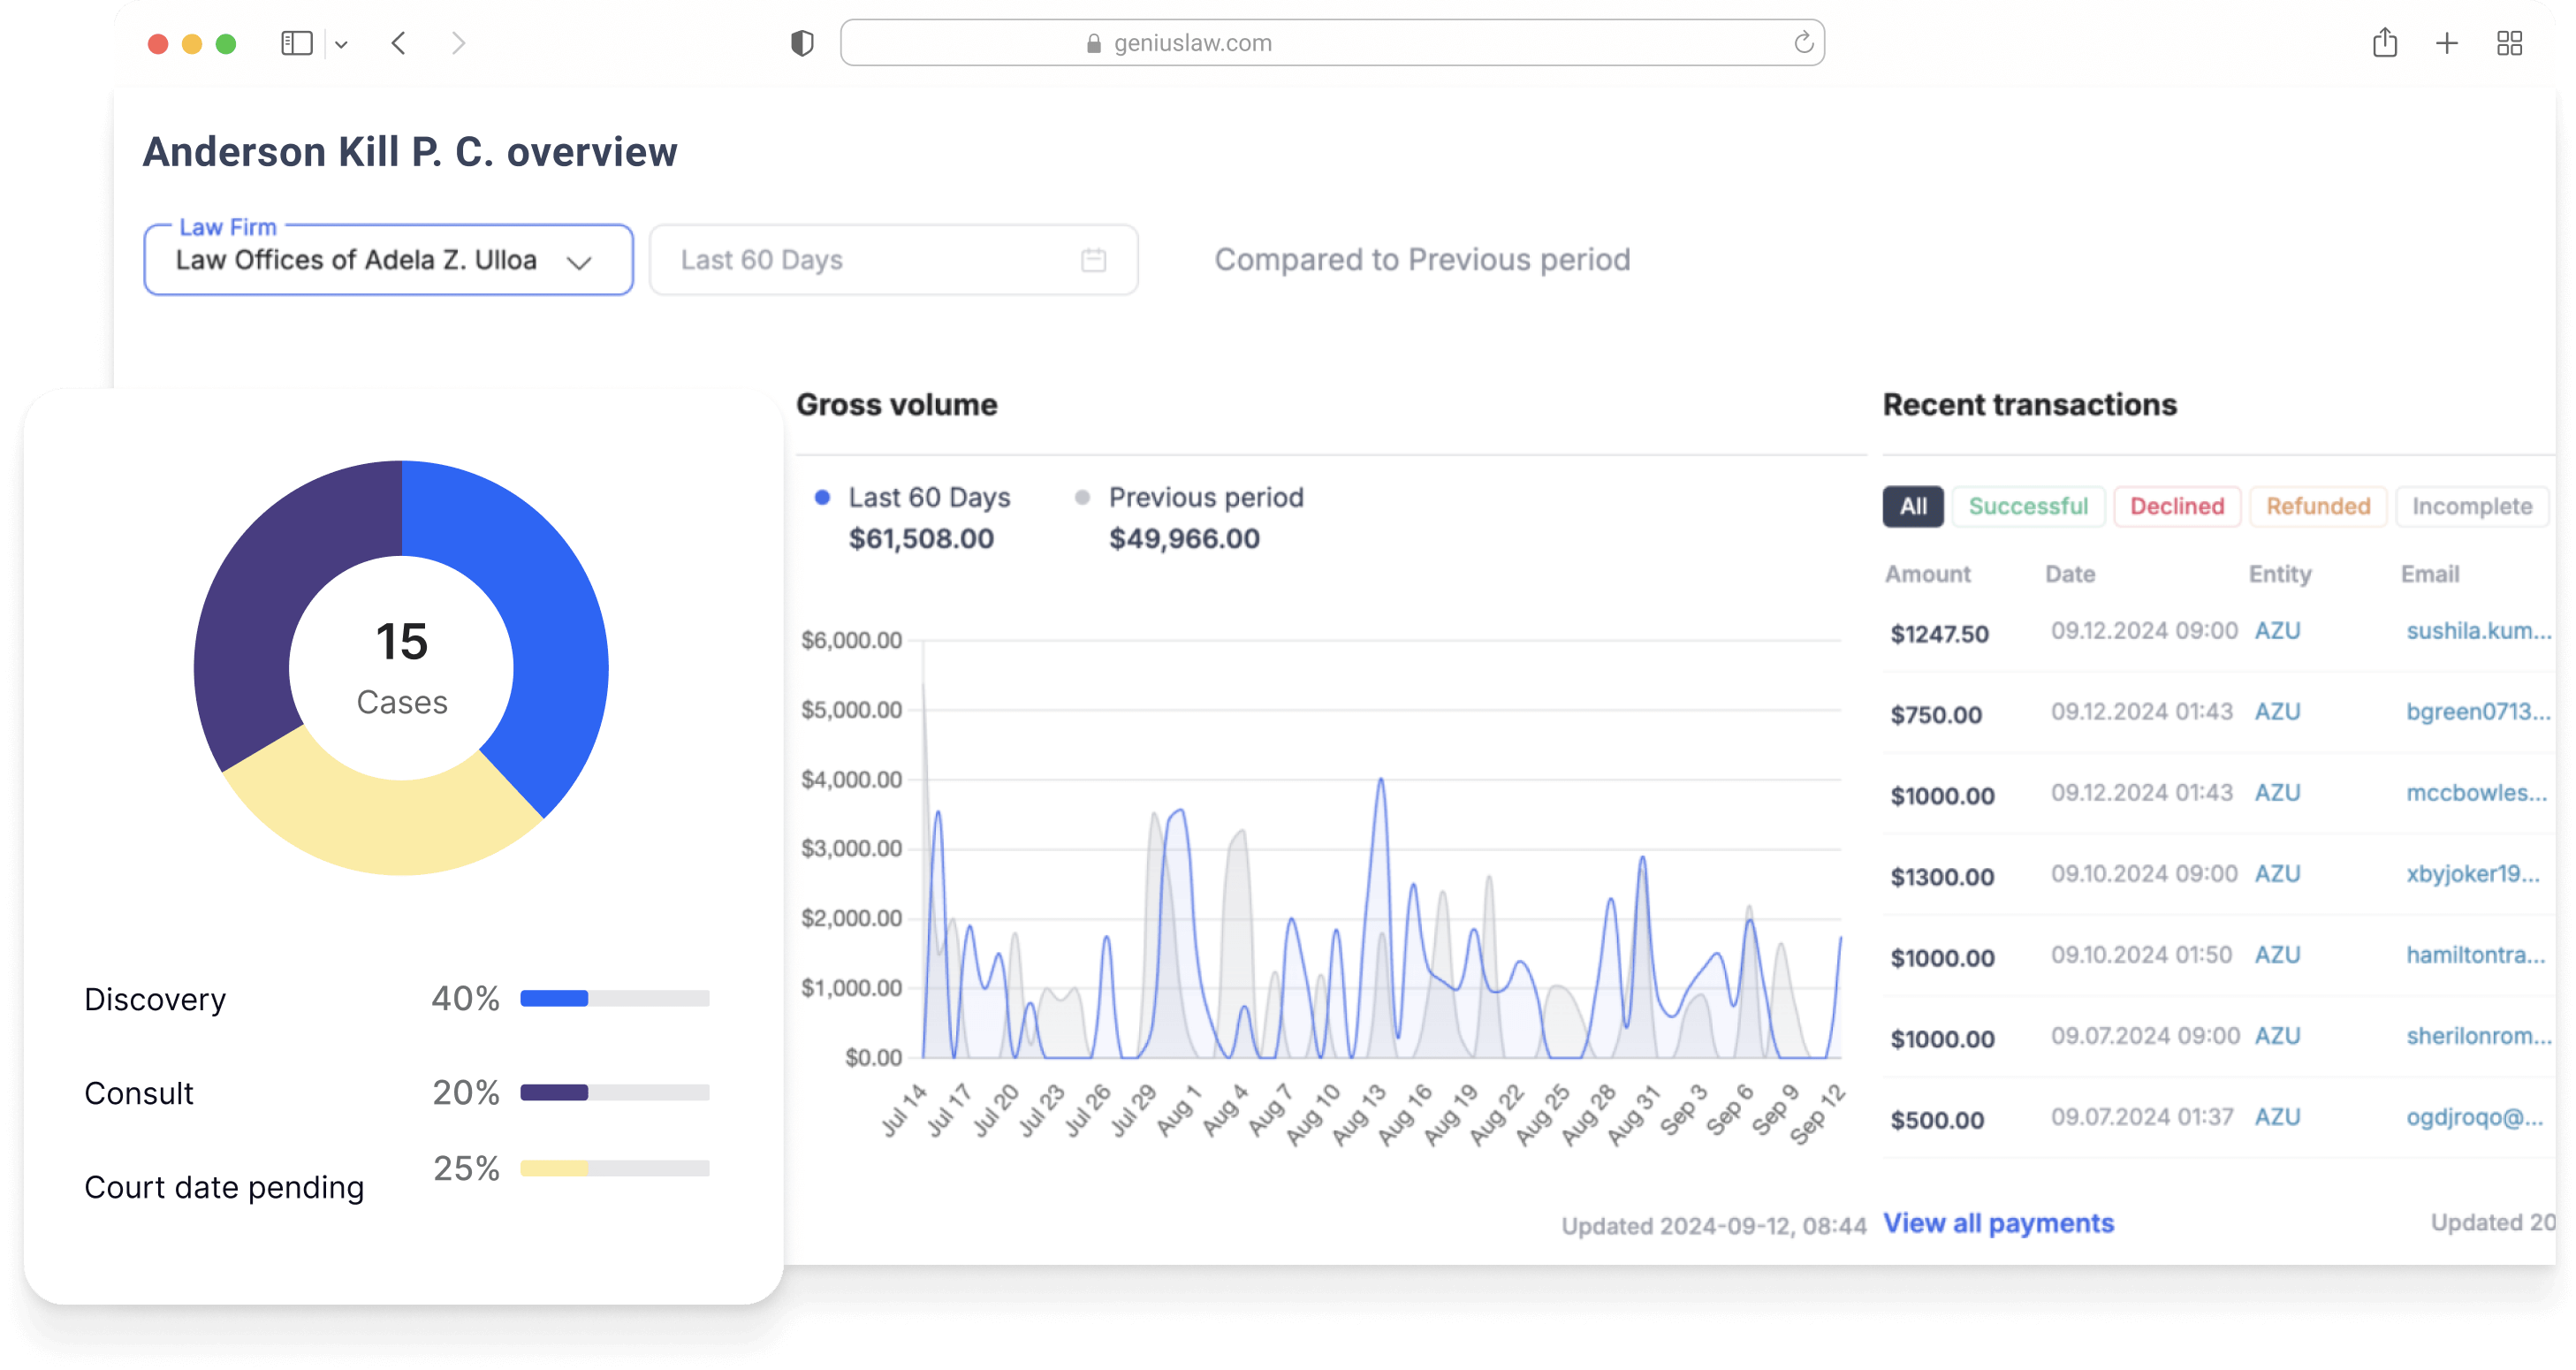 geniuslaw.com
Anderson Kill P. C. overview
Law Firm
Law Offices of Adela Z. Ulloa
Last 60 Days
Compared to Previous period
15
Cases
Discovery 40%
Consult 20%
Court date pending 25%
Gross volume
Last 60 Days Previous period
$61,508.00 $49,966.00
$6,000.00
$5,000.00
$4,000.00
$3,000.00
$2,000.00
$1,000.00
$0.00
Jul 14 Jul 17 Jul 20 Jul 23 Jul 26 Jul 29 Aug 1 Aug 4 Aug 7 Aug 10 Aug 13 Aug 16 Aug 19 Aug 22 Aug 25 Aug 28 Aug 31 Sep 3 Sep 6 Sep 9 Sep 12
Updated 2024-09-12, 08:44
Recent transactions
All Successful Declined Refunded Incomplete
Amount Date Entity Email
$1247.50 09.12.2024 09:00 AZU sushila.kum...
$750.00 09.12.2024 01:43 AZU bgreen0713...
$1000.00 09.12.2024 01:43 AZU mccbowles...
$1300.00 09.10.2024 09:00 AZU xbyjoker19...
$1000.00 09.10.2024 01:50 AZU hamiltontra...
$1000.00 09.07.2024 09:00 AZU sherilonrom...
$500.00 09.07.2024 01:37 AZU ogdjroqo@...
View all payments Updated 20